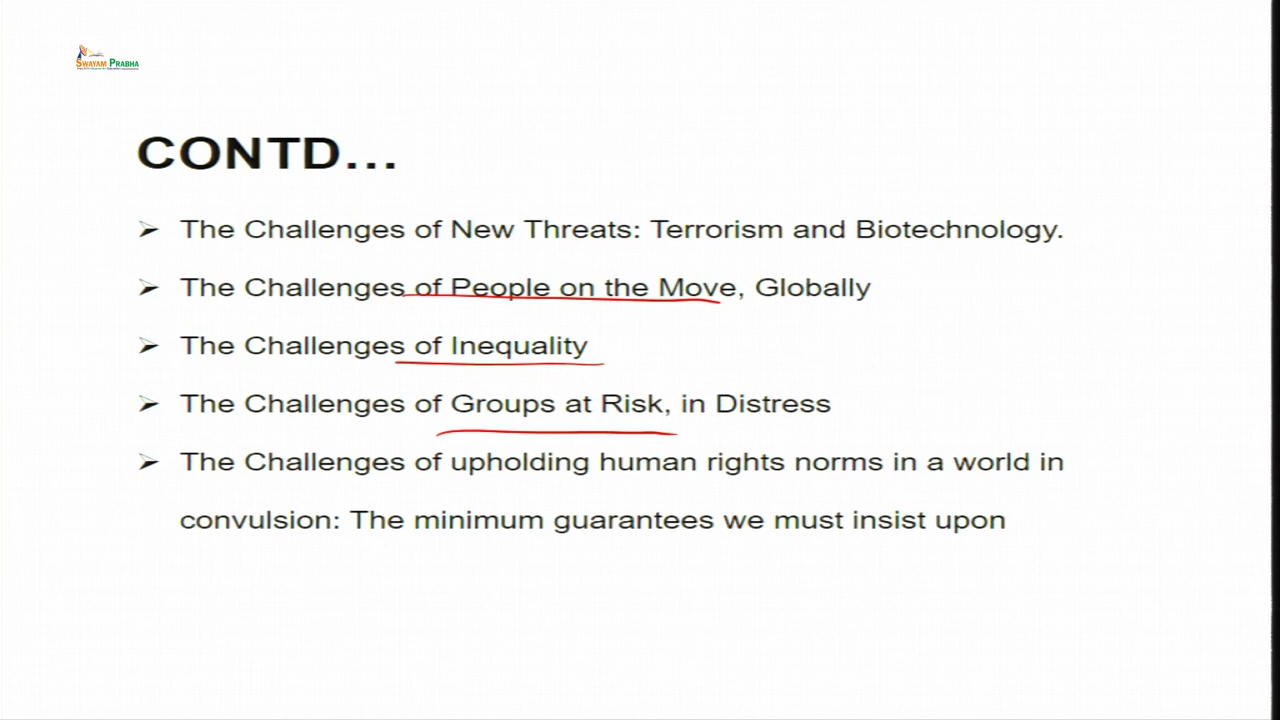 SWAYAM PRABHA
CONTD...
➢ The Challenges of New Threats: Terrorism and Biotechnology.
➢ The Challenges of People on the Move, Globally
➢ The Challenges of Inequality
➢ The Challenges of Groups at Risk, in Distress
➢ The Challenges of upholding human rights norms in a world in
convulsion: The minimum guarantees we must insist upon